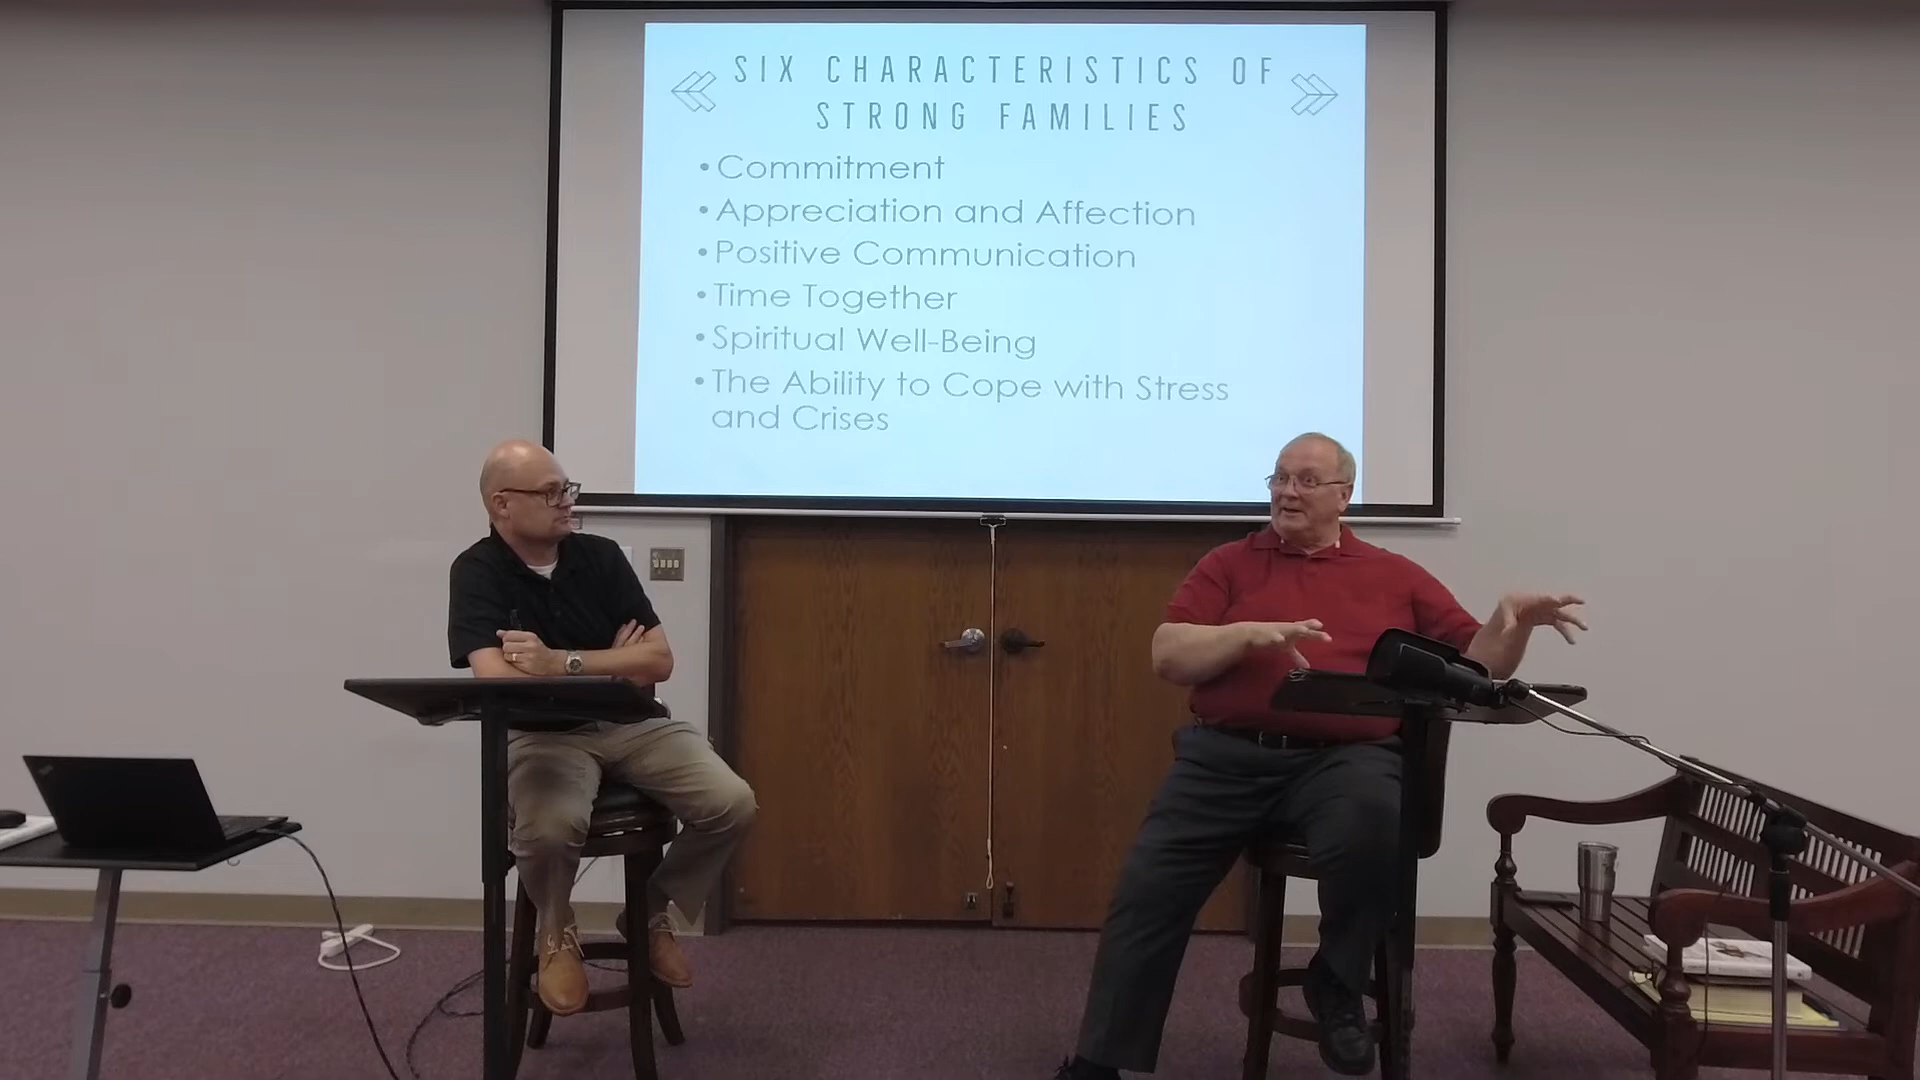 SIX CHARACTERISTICS OF
STRONG FAMILIES
• Commitment
• Appreciation and Affection
• Positive Communication
• Time Together
• Spiritual Well-Being
• The Ability to Cope with Stress
and Crises